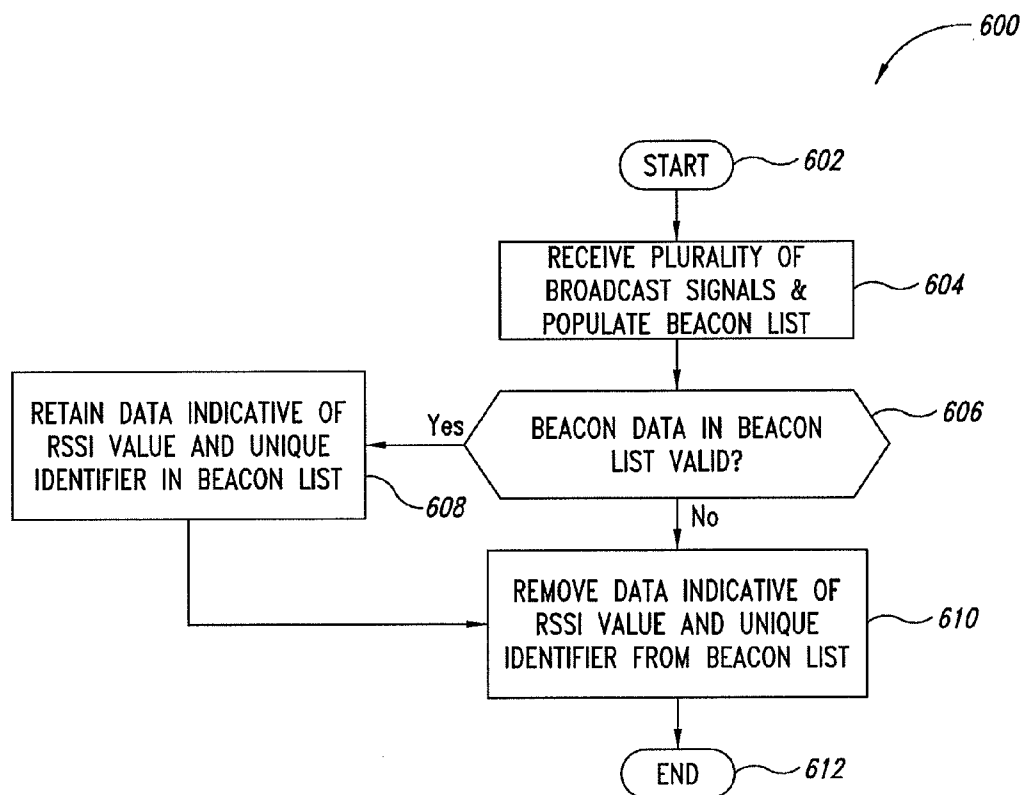 600
START
602
RECEIVE PLURALITY OF
BROADCAST SIGNALS &
POPULATE BEACON LIST
604
BEACON DATA IN BEACON
LIST VALID?
606
Yes
RETAIN DATA INDICATIVE OF
RSSI VALUE AND UNIQUE
IDENTIFIER IN BEACON LIST
608
No
REMOVE DATA INDICATIVE OF
RSSI VALUE AND UNIQUE
IDENTIFIER FROM BEACON LIST
610
END
612